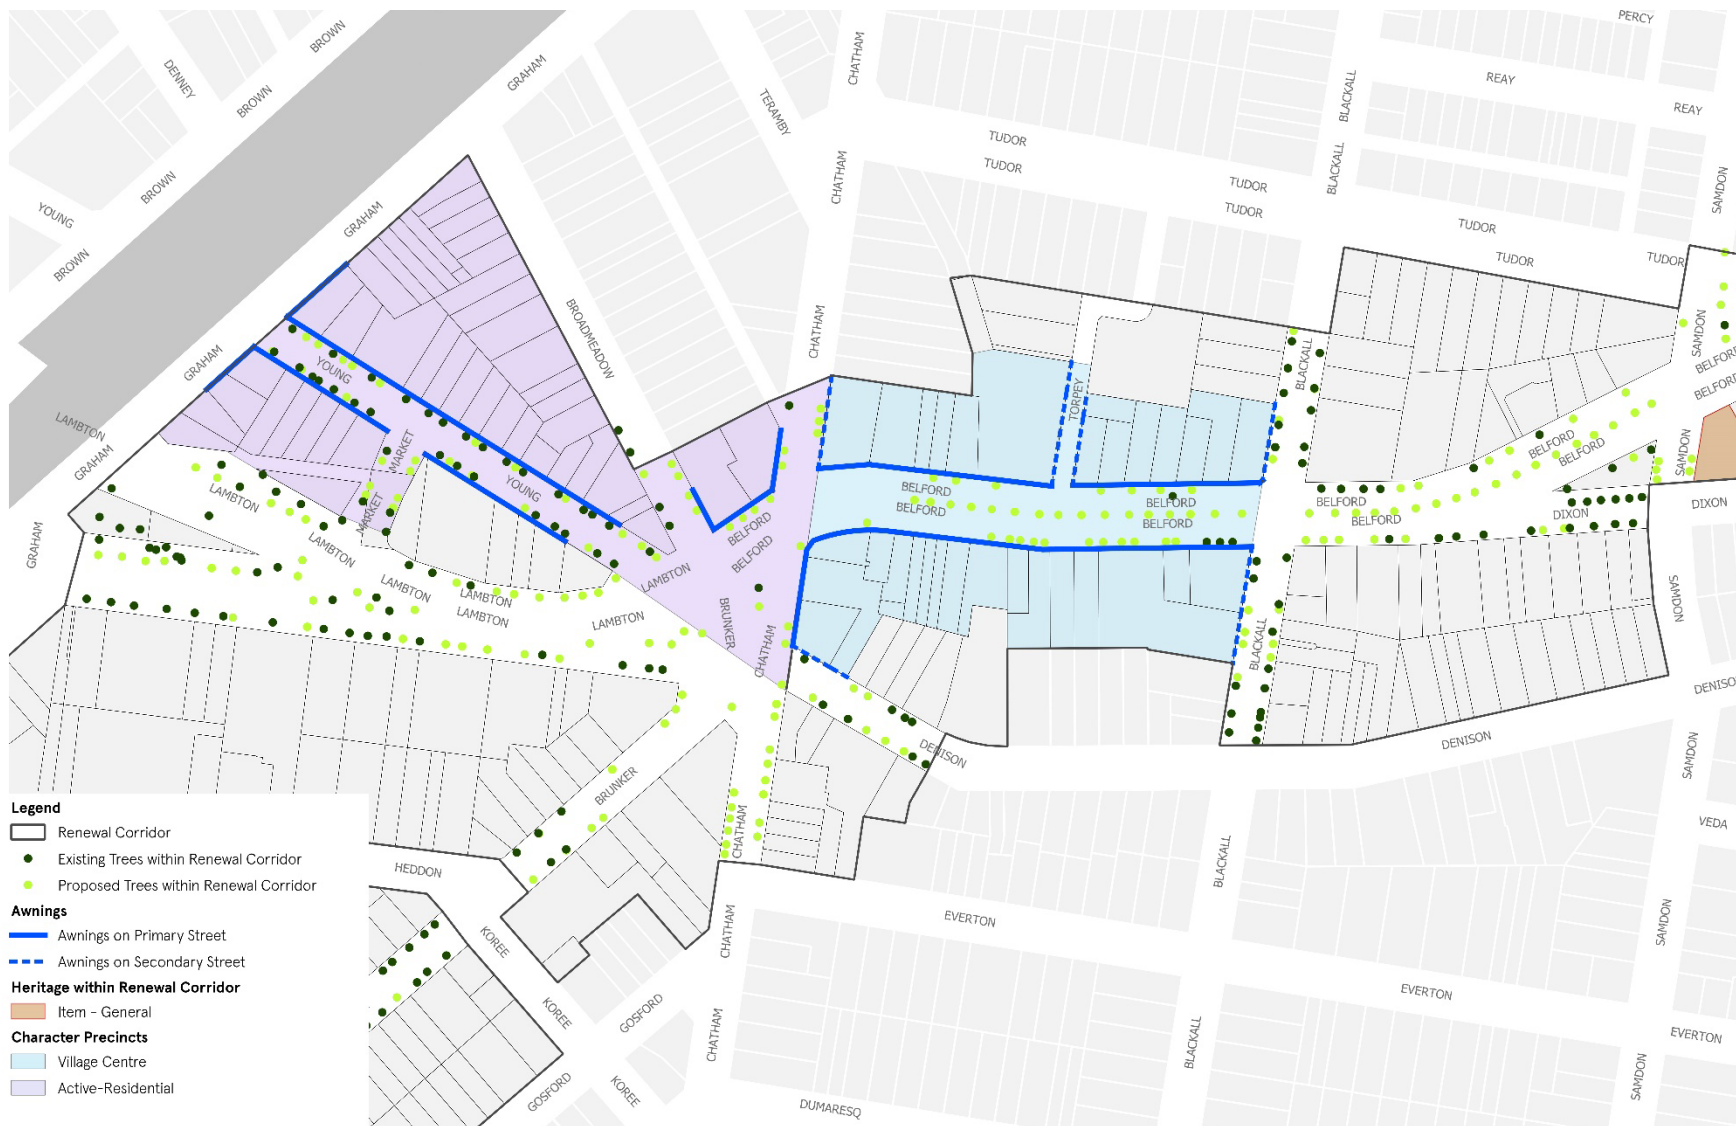 PERCY
BROWN
CHATHAM
DENNEY
GRAHAM
REAY
BROWN
BLACKALL
REAY
TERAMBY
TUDOR
TUDOR
CHATHAM
BLACKALL
BROWN
TUDOR
SAMDON
YOUNG
GRAHAM
TUDOR
TUDOR
BROWN
TUDOR
TUDOR
CHATHAM
BROADMEADOW
SAMDON
GRAHAM
YOUNG
BLACKALL
BELFORD
BELFORD
TORPEY
LAMBTON
MARKET
GRAHAM
BELFORD
BELFORD
SAMDON
LAMBTON
YOUNG
BELFORD
BELFORD
BELFORD
BELFORD
BELFORD
BELFORD
DIXON
DIXON
MARKET
BELFORD
BELFORD
GRAHAM
LAMBTON
LAMBTON
LAMBTON
LAMBTON
LAMBTON
LAMBTON
BRUNKER
CHATHAM
BLACKALL
SAMDON
DENISO
DENISON
DENISON
SAMDON
BRUNKER
CHATHAM
VEDA
HEDDON
BLACKALL
KOREE
CHATHAM
EVERTON
SAMDON
EVERTON
KOREE
GOSFORD
CHATHAM
BLACKALL
EVERTON
SAMDON
GOSFORD
KOREE
DUMARESQ
Legend
Renewal Corridor
Existing Trees within Renewal Corridor
Proposed Trees within Renewal Corridor
Awnings
Awnings on Primary Street
Awnings on Secondary Street
Heritage within Renewal Corridor
Item - General
Character Precincts
Village Centre
Active-Residential